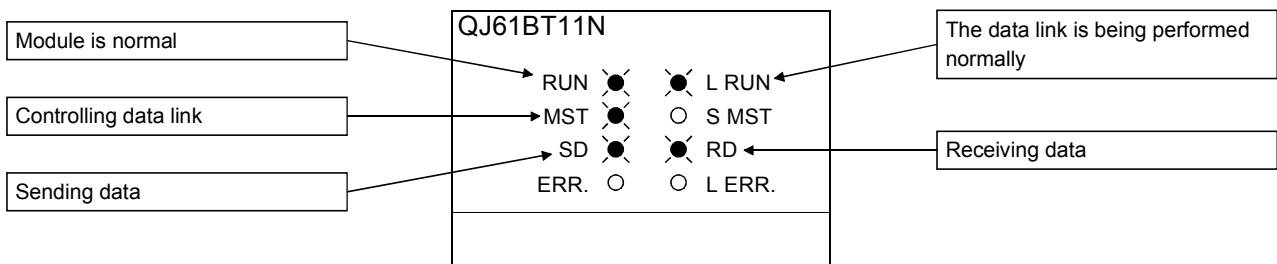 QJ61BT11N
Module is normal
The data link is being performed
normally
RUN L RUN
Controlling data link
MST S MST
SD RD
Receiving data
Sending data
ERR. L ERR.